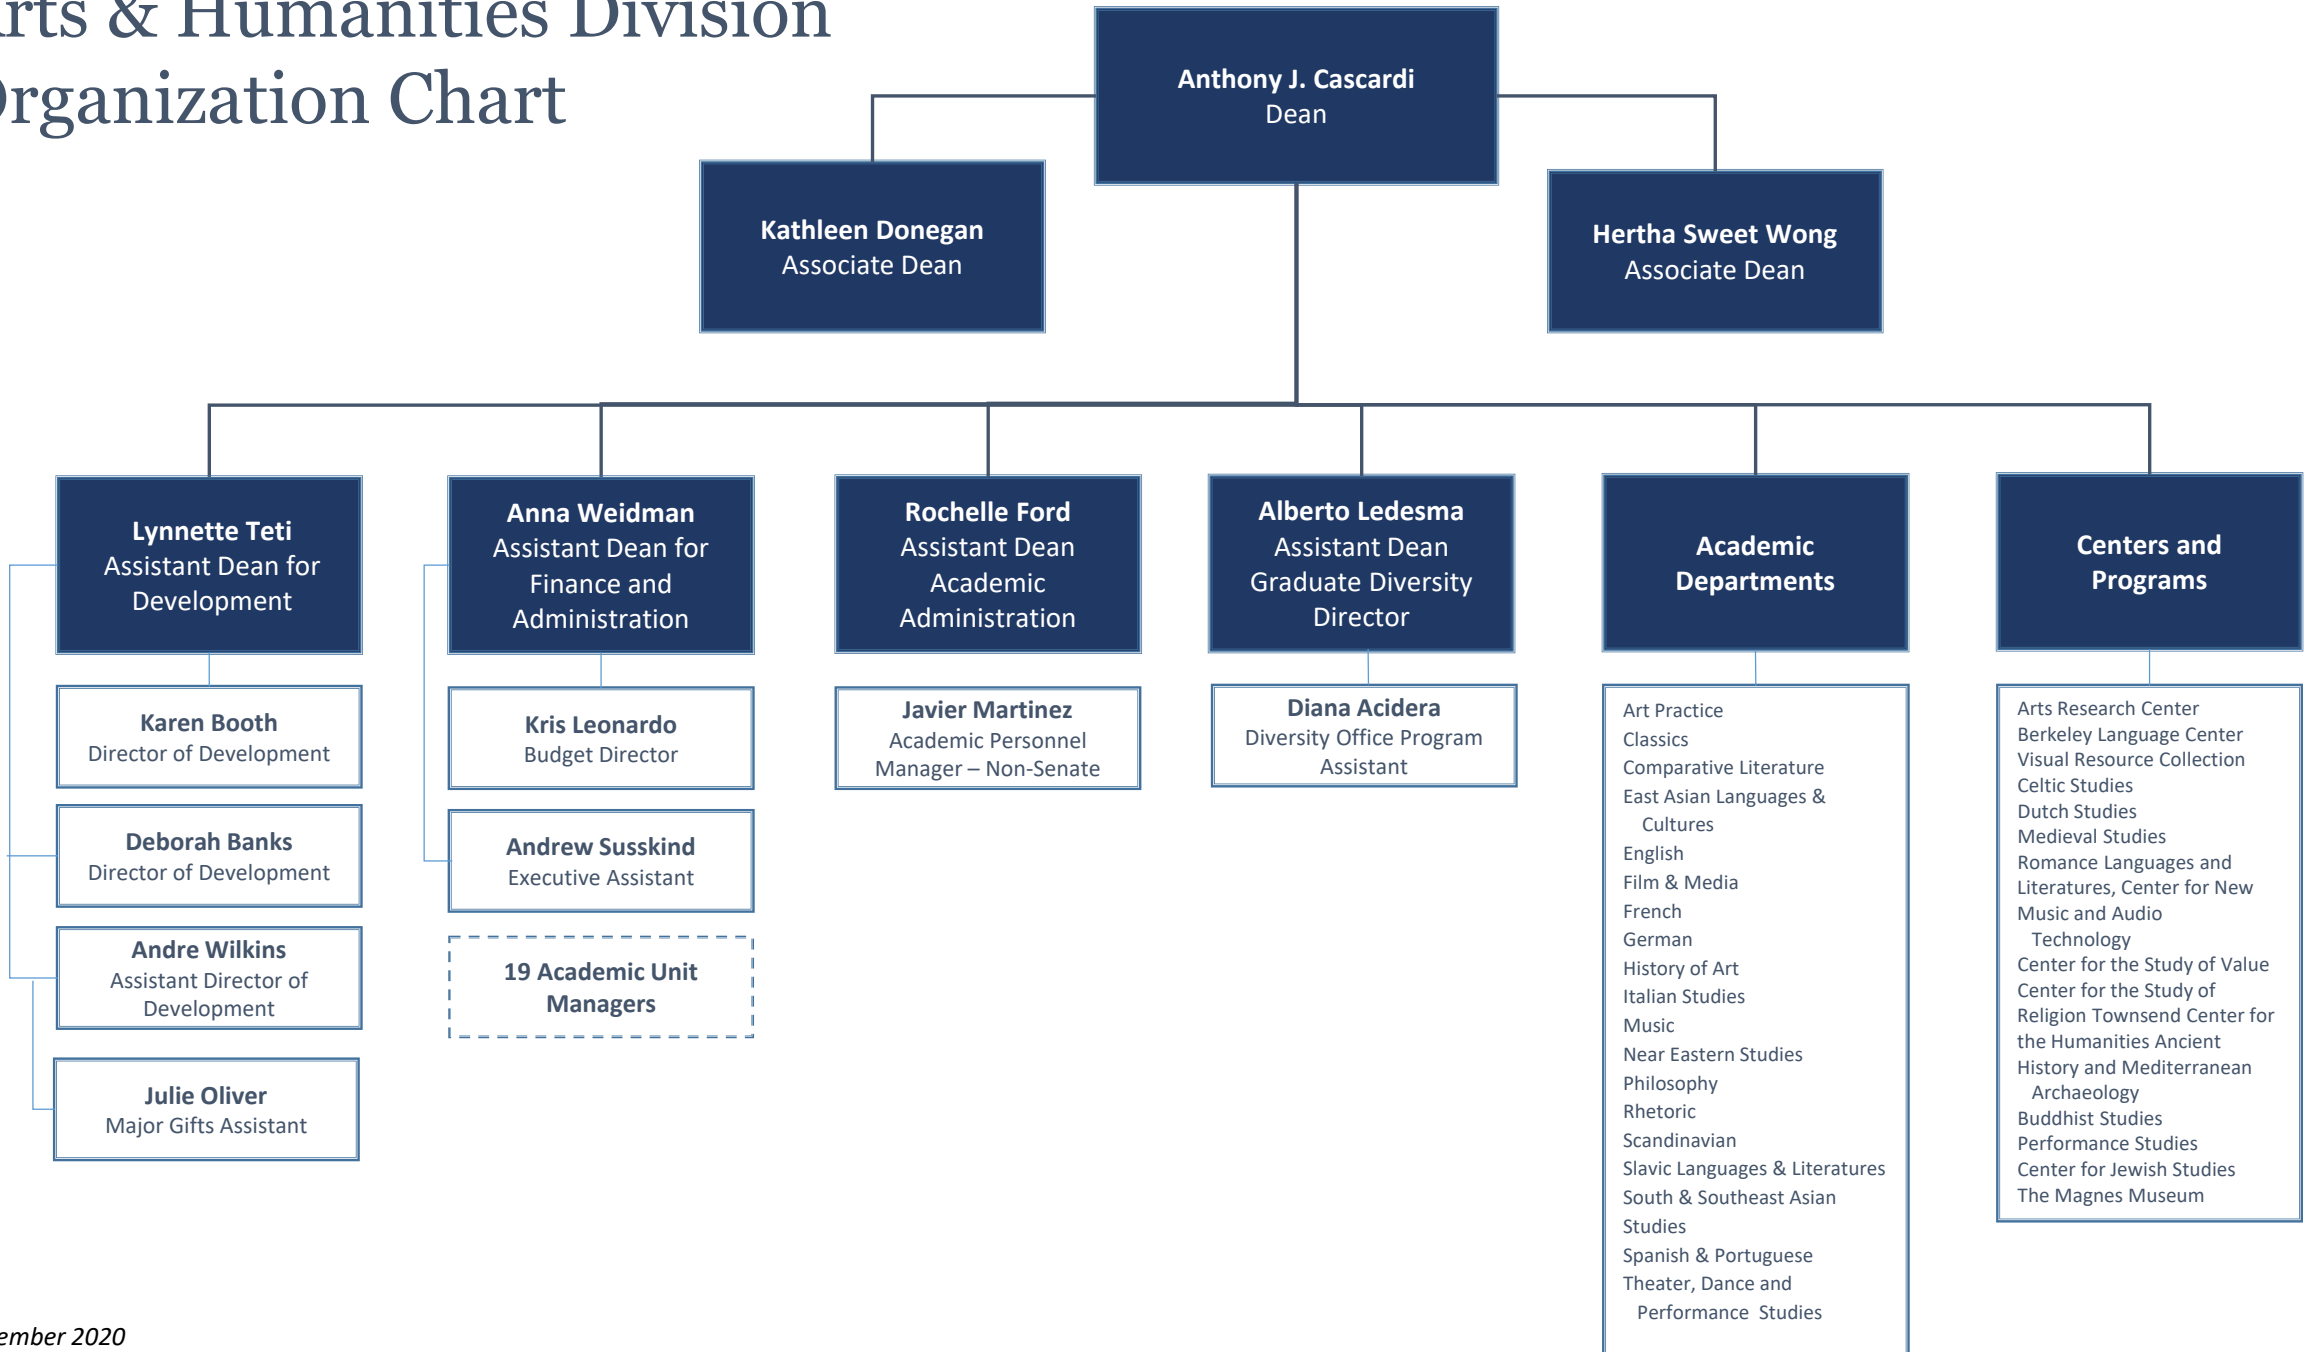 rts & Humanities Division
Organization Chart
Anthony J. Cascardi
Dean
Kathleen Donegan
Associate Dean
Hertha Sweet Wong
Associate Dean
Lynnette Teti
Assistant Dean for
Development
Karen Booth
Director of Development
Deborah Banks
Director of Development
Andre Wilkins
Assistant Director of
Development
Julie Oliver
Major Gifts Assistant
Anna Weidman
Assistant Dean for
Finance and
Administration
Kris Leonardo
Budget Director
Andrew Susskind
Executive Assistant
19 Academic Unit
Managers
Rochelle Ford
Assistant Dean
Academic
Administration
Javier Martinez
Academic Personnel
Manager – Non-Senate
Alberto Ledesma
Assistant Dean
Graduate Diversity
Director
Diana Acidera
Diversity Office Program
Assistant
Academic
Departments
Art Practice
Classics
Comparative Literature
East Asian Languages &
Cultures
English
Film & Media
French
German
History of Art
Italian Studies
Music
Near Eastern Studies
Philosophy
Rhetoric
Scandinavian
Slavic Languages & Literatures
South & Southeast Asian
Studies
Spanish & Portuguese
Theater, Dance and
Performance Studies
Centers and
Programs
Arts Research Center
Berkeley Language Center
Visual Resource Collection
Celtic Studies
Dutch Studies
Medieval Studies
Romance Languages and
Literatures, Center for New
Music and Audio
Technology
Center for the Study of Value
Center for the Study of
Religion Townsend Center for
the Humanities Ancient
History and Mediterranean
Archaeology
Buddhist Studies
Performance Studies
Center for Jewish Studies
The Magnes Museum
ember 2020